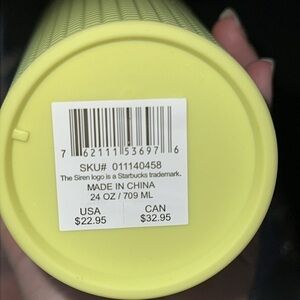 7 62111 53697 6
SKU# 011140458
The Siren logo is a Starbucks trademark.
MADE IN CHINA
24 OZ / 709 ML
USA CAN
$22.95 $32.95